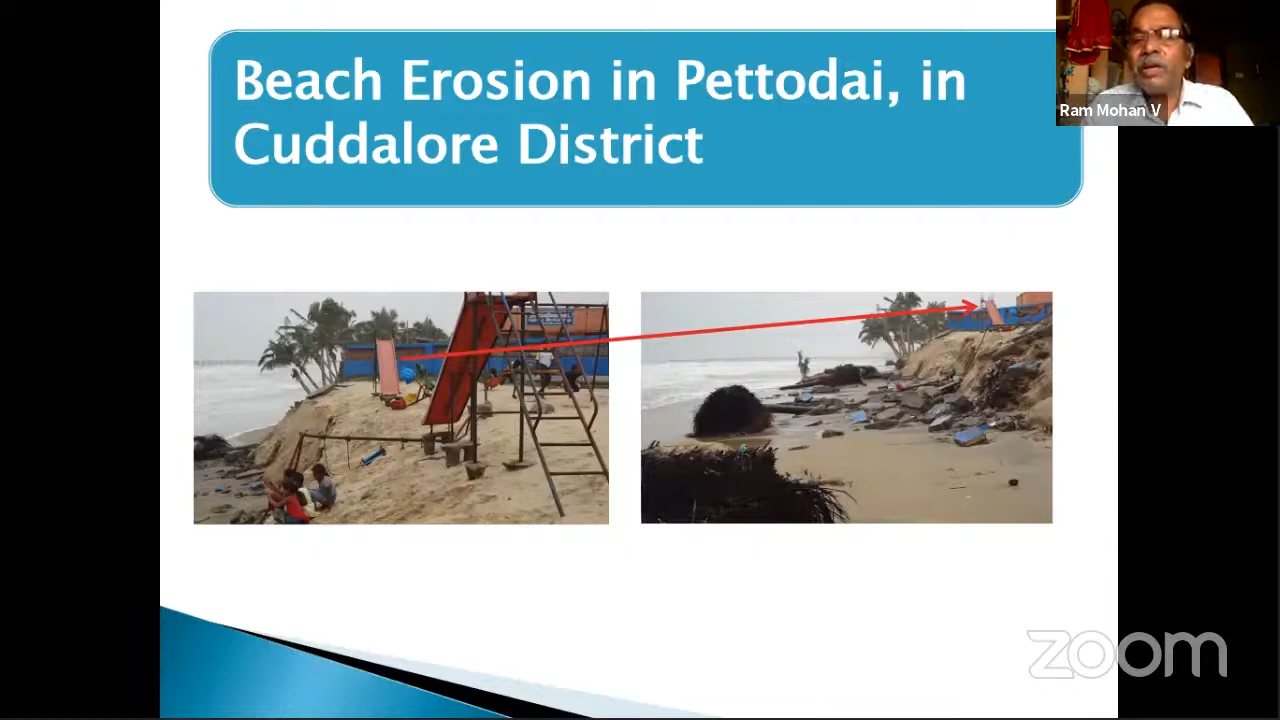 Beach Erosion in Pettodai, in
Cuddalore District
Ram Mohan V
zoom